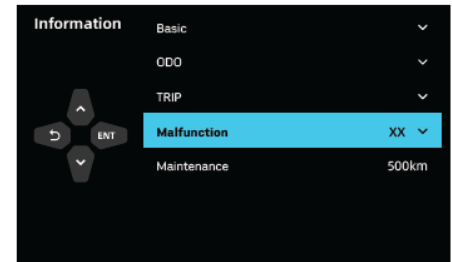 Information
Basic
ODO
TRIP
ENT
Malfunction XX
Maintenance 500km